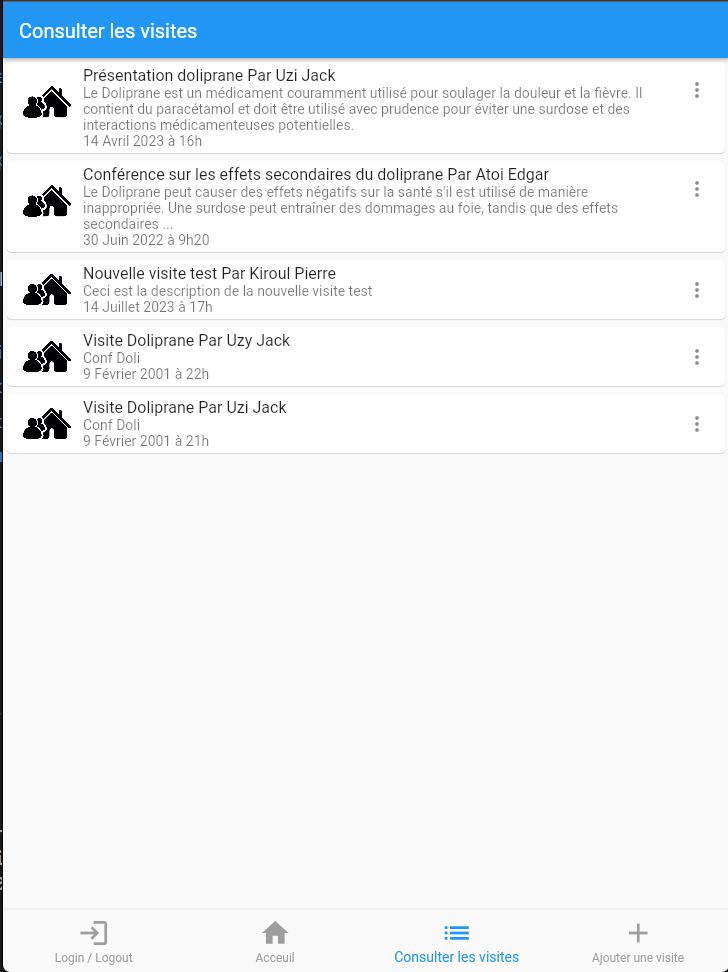 Consulter les visites
Présentation doliprane Par Uzi Jack
Le Doliprane est un médicament couramment utilisé pour soulager la douleur et la fièvre. Il
contient du paracétamol et doit être utilisé avec prudence pour éviter une surdose et des
interactions médicamenteuses potentielles.
14 Avril 2023 à 16h
Conférence sur les effets secondaires du doliprane Par Atoi Edgar
Le Doliprane peut causer des effets négatifs sur la santé s'il est utilisé de manière
inappropriée. Une surdose peut entraîner des dommages au foie, tandis que des effets
secondaires ...
30 Juin 2022 à 9h20
Nouvelle visite test Par Kiroul Pierre
Ceci est la description de la nouvelle visite test
14 Juillet 2023 à 17h
Visite Doliprane Par Uzy Jack
Conf Doli
9 Février 2001 à 22h
Visite Doliprane Par Uzi Jack
Conf Doli
9 Février 2001 à 21h
Login / Logout
Acceuil
Consulter les visites
Ajouter une visite